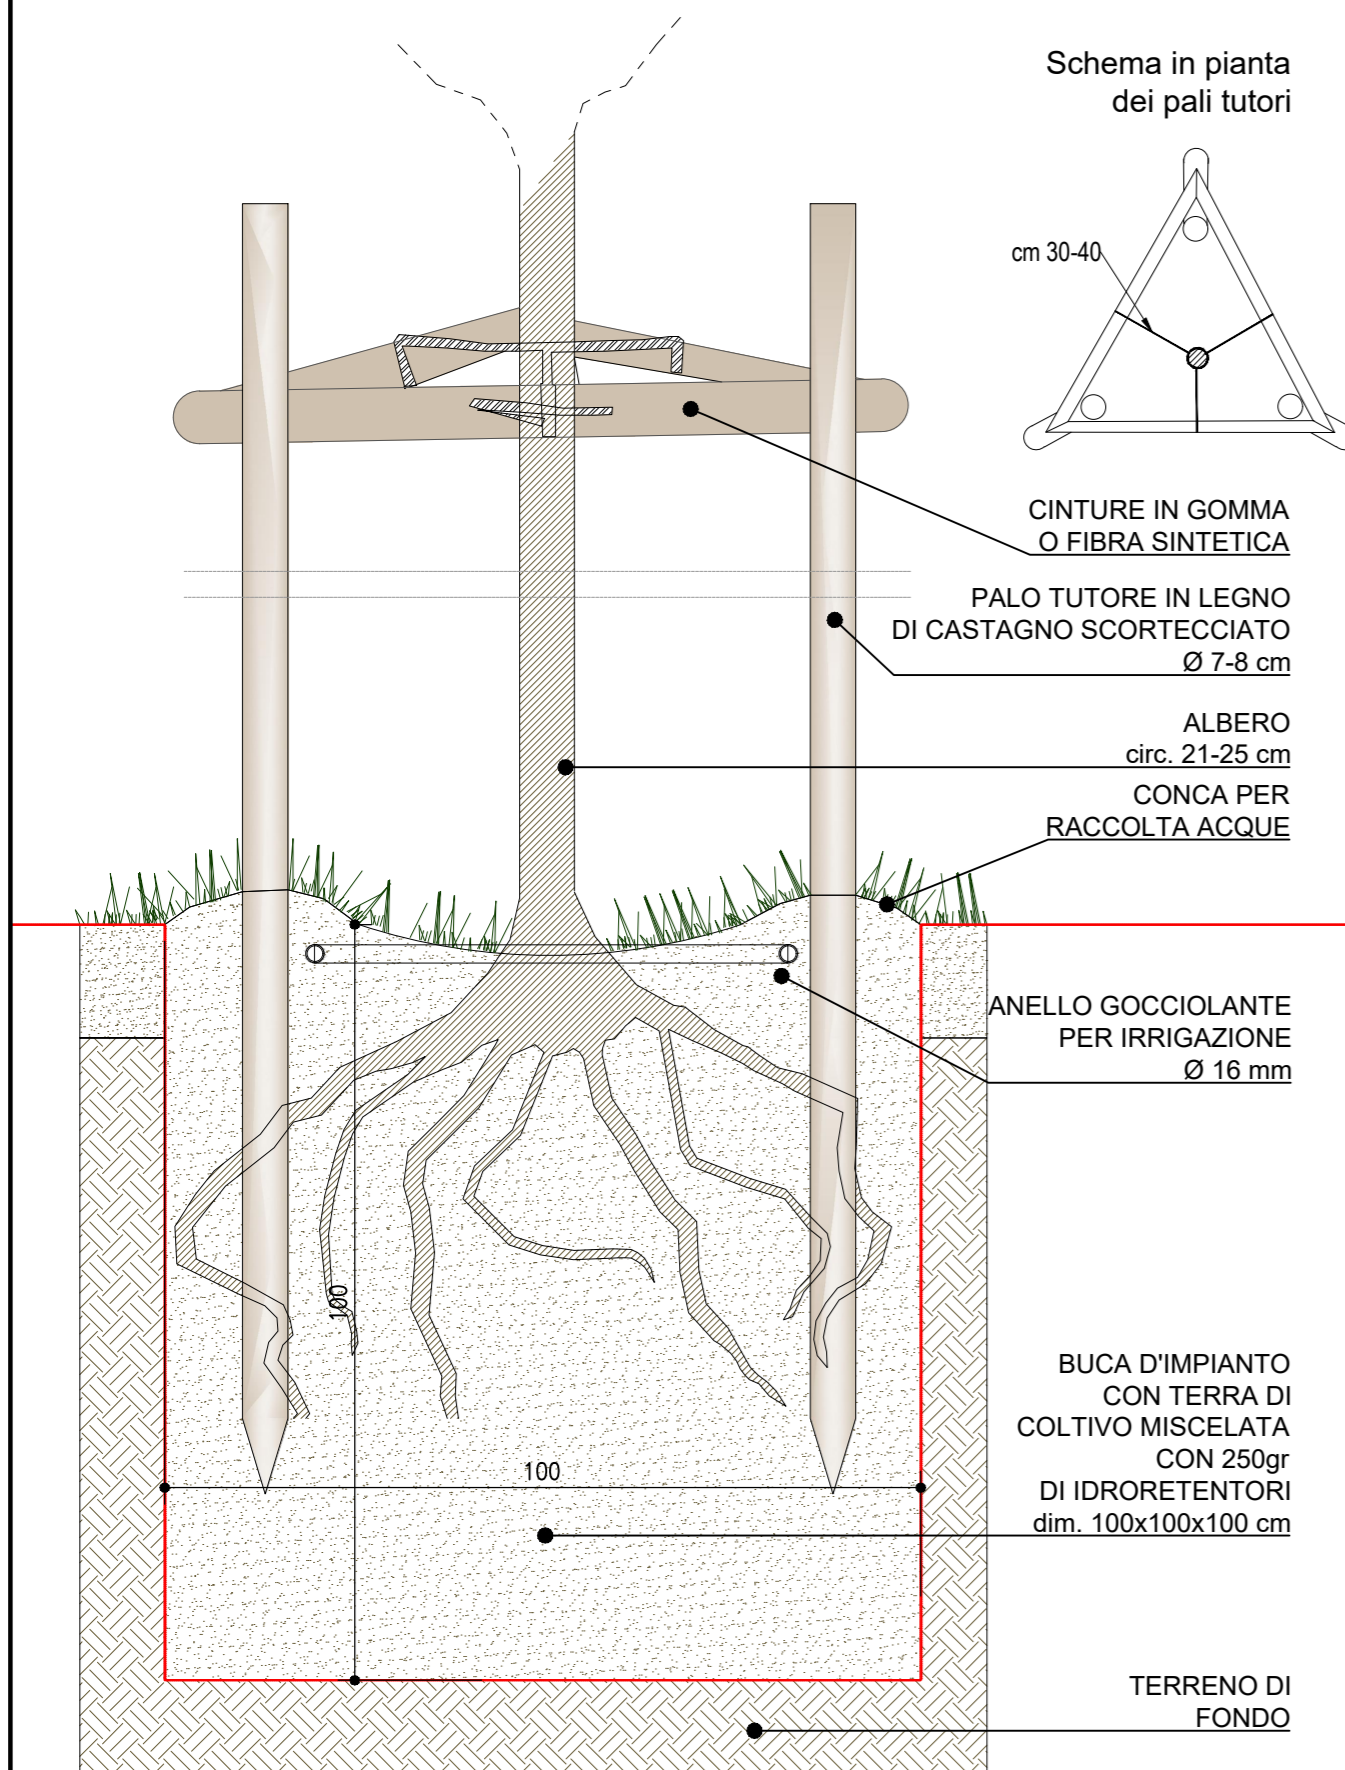 Schema in pianta
dei pali tutori
cm 30-40
CINTURE IN GOMMA
O FIBRA SINTETICA
PALO TUTORE IN LEGNO
DI CASTAGNO SCORTECCIATO
Ø 7-8 cm
ALBERO
circ. 21-25 cm
CONCA PER
RACCOLTA ACQUE
ANELLO GOCCIOLANTE
PER IRRIGAZIONE
Ø 16 mm
100
BUCA D'IMPIANTO
CON TERRA DI
COLTIVO MISCELATA
CON 250gr
DI IDRORETENTORI
dim. 100x100x100 cm
100
TERRENO DI
FONDO